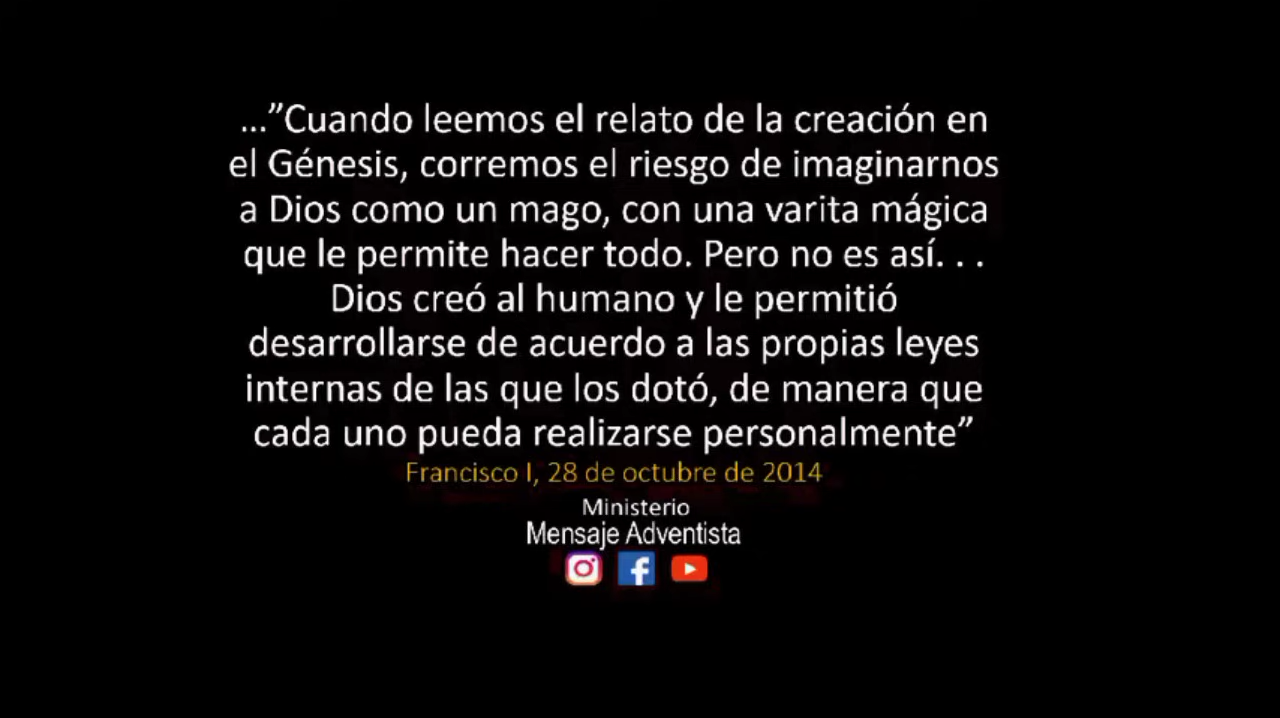 ...”Cuando leemos el relato de la creación en
el Génesis, corremos el riesgo de imaginarnos
a Dios como un mago, con una varita mágica
que le permite hacer todo. Pero no es así. . .
Dios creó al humano y le permitió
desarrollarse de acuerdo a las propias leyes
internas de las que los dotó, de manera que
cada uno pueda realizarse personalmente”
Francisco I, 28 de octubre de 2014
Ministerio
Mensaje Adventista